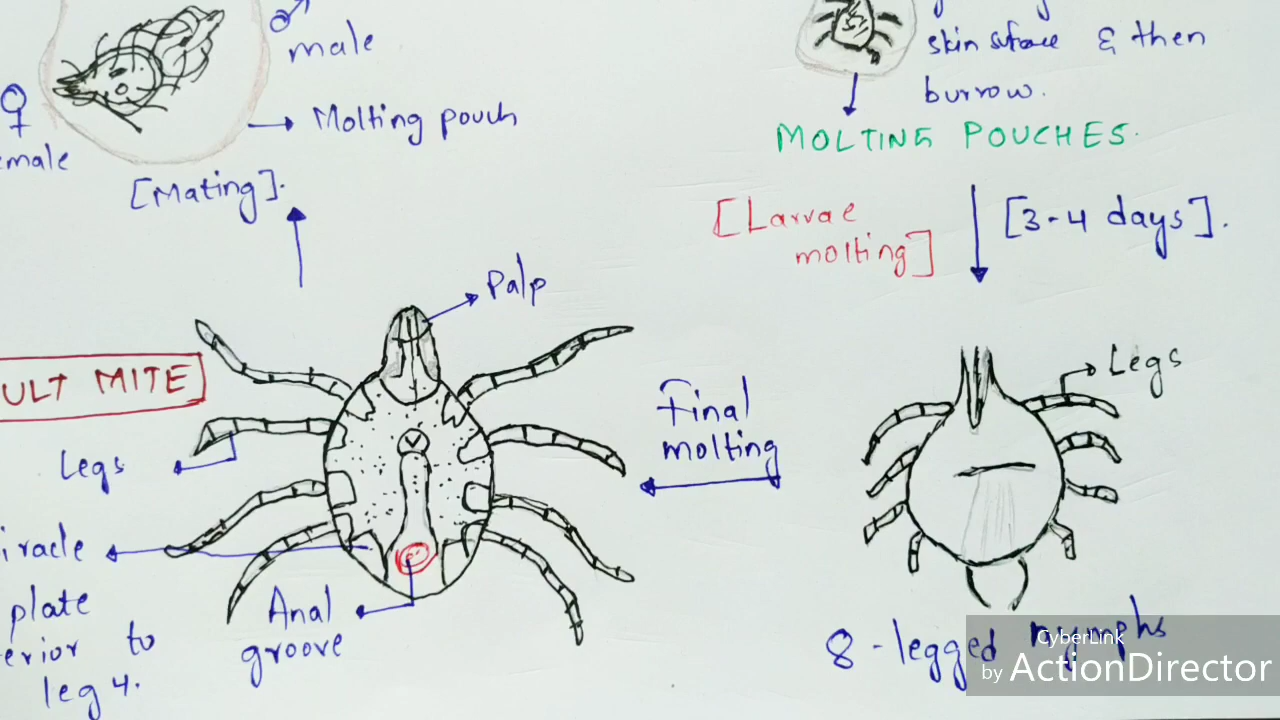 ♂
male
skin surface & then
burrow.
♀
emale
Molting pouch
[Mating].
MOLTING POUCHES.
[Larvae
molting]
[3-4 days].
Palp
ULT MITE
Legs
Final
molting
Legs
iracle
plate
erior to
leg 4.
Anal
groove
8-legged nymphs
CyberLink
by ActionDirector